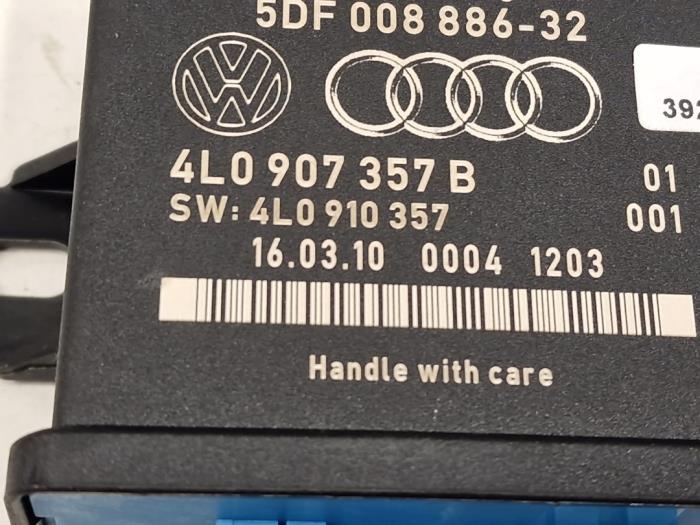 5DF 008 886-32
392
4L0 907 357 B 01
SW: 4L0 910 357 001
16.03.10 0004 1203
Handle with care